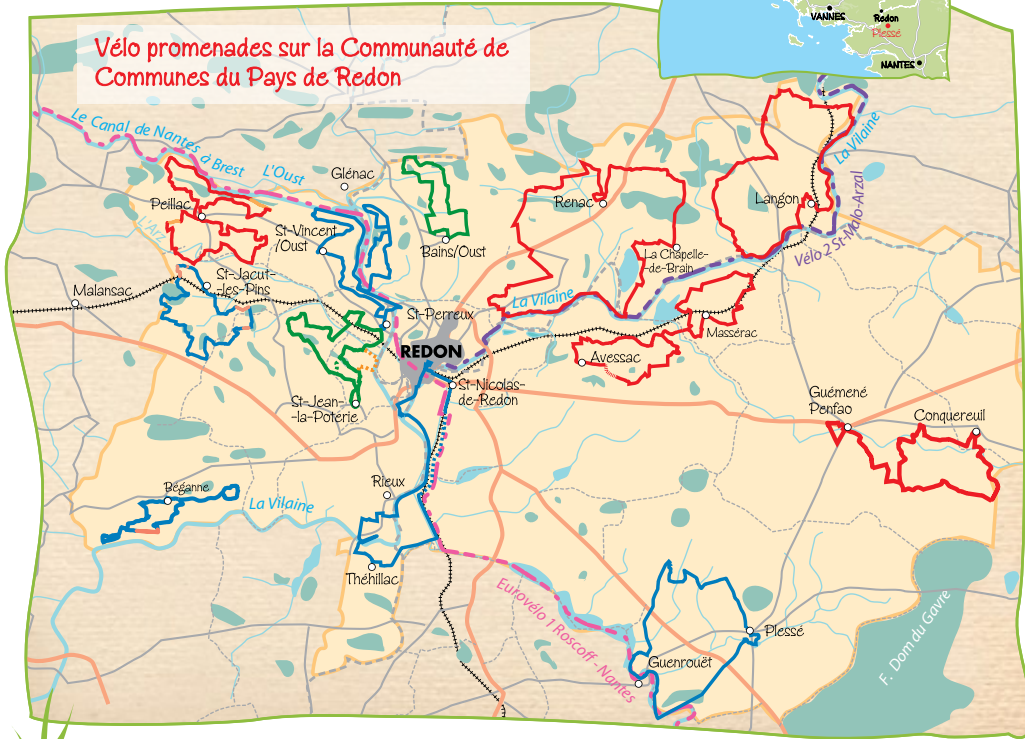 VANNES
Redon
Plessé
NANTES
Vélo promenades sur la Communauté de
Communes du Pays de Redon
Le Canal de Nantes à Brest
L'Oust
Glénac
La Vilaine
Peillac
L'Arz
St-Vincent
/Oust
Bains/Oust
Renac
Langon
La Chapelle-
-de-Brain
Vélo 2 St-Malo-Arzal
St-Jacut-
-les-Pins
Malansac
La Vilaine
St-Perreux
Massérac
REDON
Avessac
St-Nicolas-
de-Redon
St-Jean-
-la-Poterie
Guémené
Penfao
Conquereuil
Béganne
Rieux
La Vilaine
Théhillac
Eurovélo 1 Roscoff - Nantes
Plessé
Guenrouët
F. Dom du Gavre